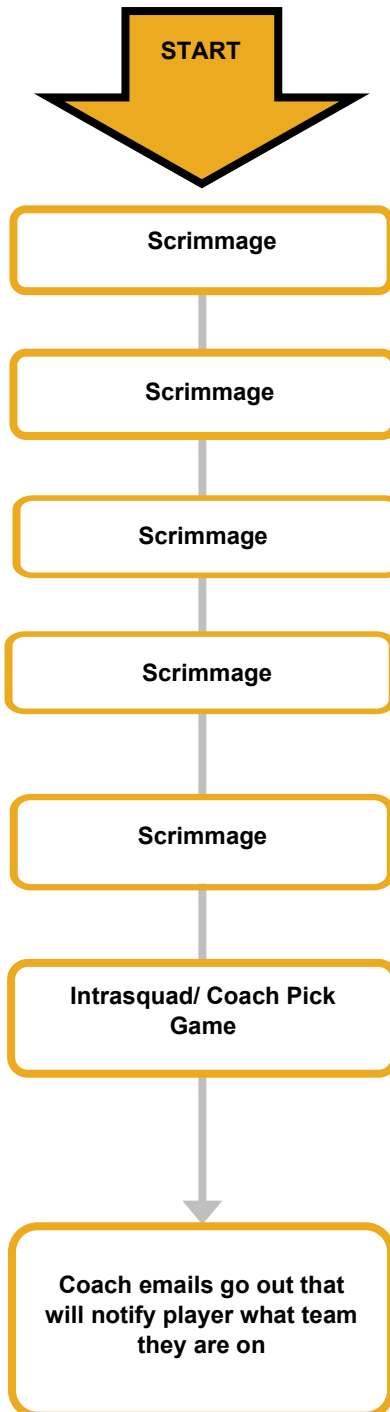 START
Scrimmage
Scrimmage
Scrimmage
Scrimmage
Scrimmage
Intrasquad/ Coach Pick
Game
Coach emails go out that
will notify player what team
they are on